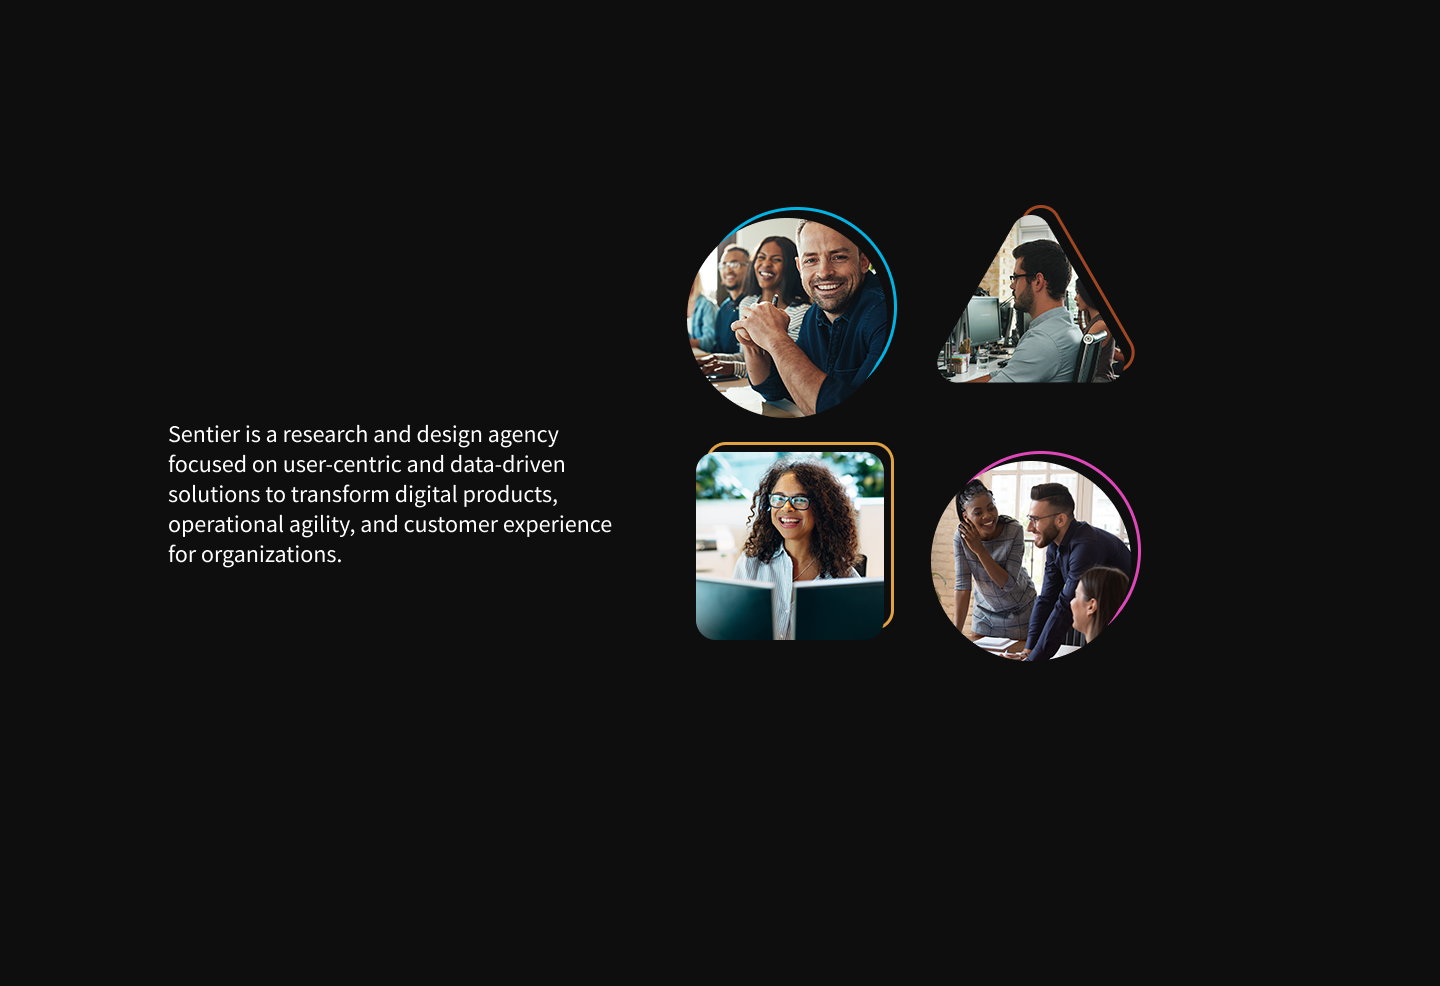 Sentier is a research and design agency
focused on user-centric and data-driven
solutions to transform digital products,
operational agility, and customer experience
for organizations.